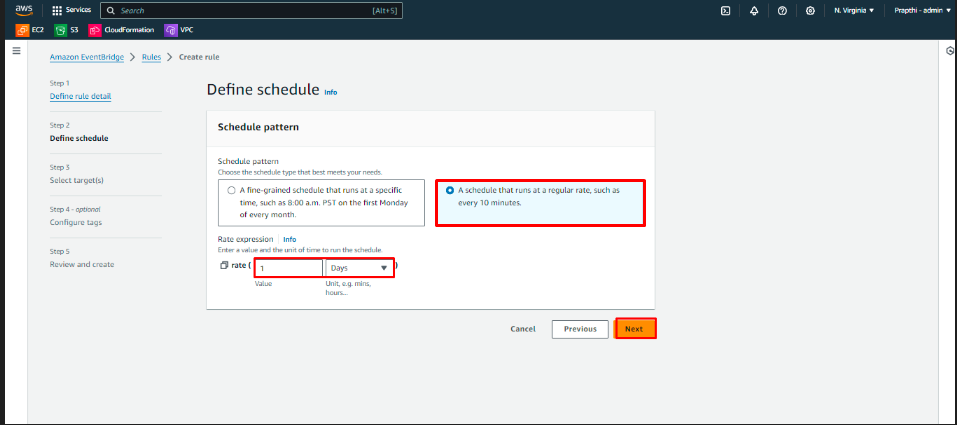 aws
Services
Search
[Alt+S]
N. Virginia
Prapthi - admin
EC2
S3
CloudFormation
VPC
Amazon EventBridge
Rules
Create rule
Step 1
Define rule detail
Step 2
Define schedule
Step 3
Select target(s)
Step 4 - optional
Configure tags
Step 5
Review and create
Define schedule Info
Schedule pattern
Schedule pattern
Choose the schedule type that best meets your needs.
A fine-grained schedule that runs at a specific
time, such as 8:00 a.m. PST on the first Monday
of every month.
A schedule that runs at a regular rate, such as
every 10 minutes.
Rate expression Info
Enter a value and the unit of time to run the schedule.
rate ( 1 Days )
Value
Unit, e.g. mins,
hours...
Cancel
Previous
Next